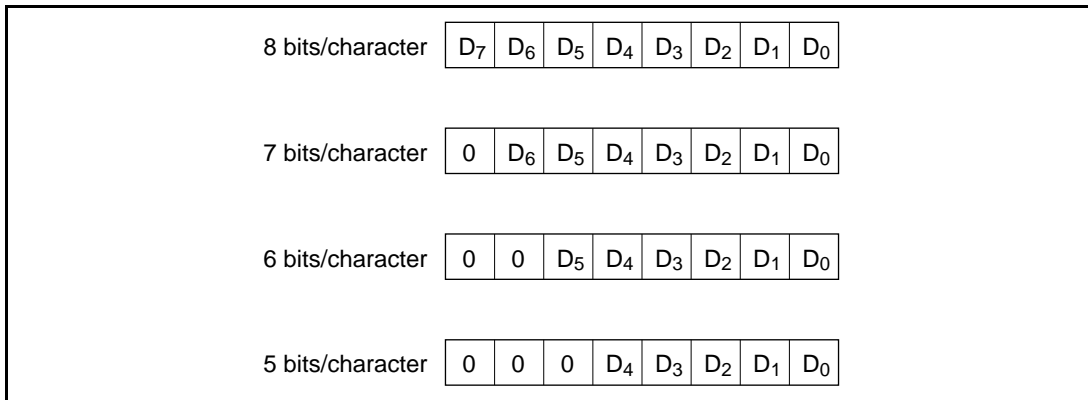 8 bits/character D7 D6 D5 D4 D3 D2 D1 D0
7 bits/character 0 D6 D5 D4 D3 D2 D1 D0
6 bits/character 0 0 D5 D4 D3 D2 D1 D0
5 bits/character 0 0 0 D4 D3 D2 D1 D0